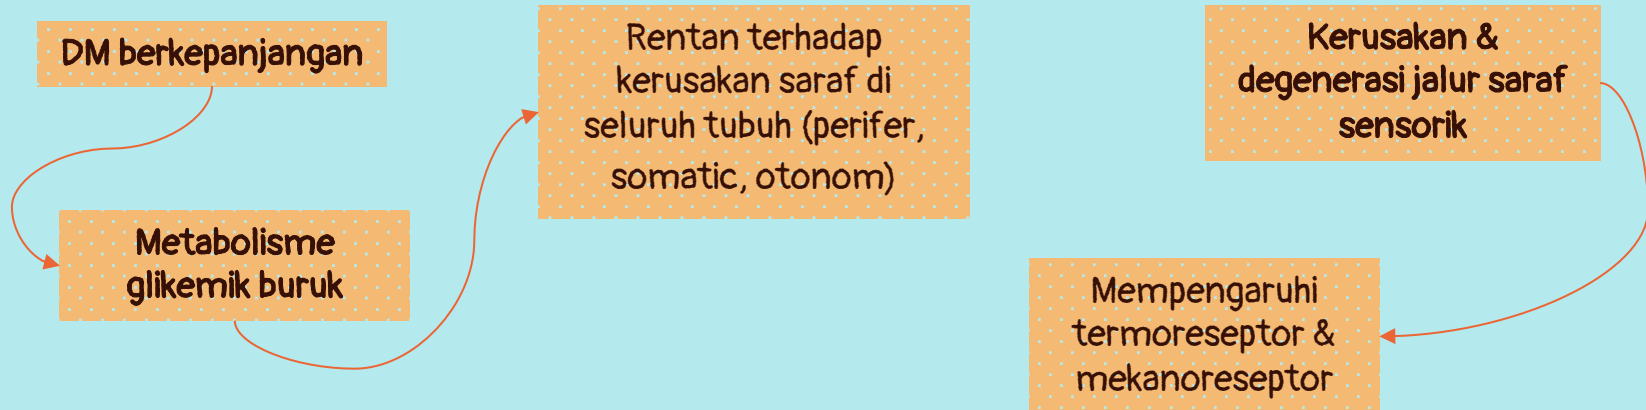 DM berkepanjangan
Metabolisme
glikemik buruk
Rentan terhadap
kerusakan saraf di
seluruh tubuh (perifer,
somatic, otonom)
Kerusakan &
degenerasi jalur saraf
sensorik
Mempengaruhi
termoreseptor &
mekanoreseptor